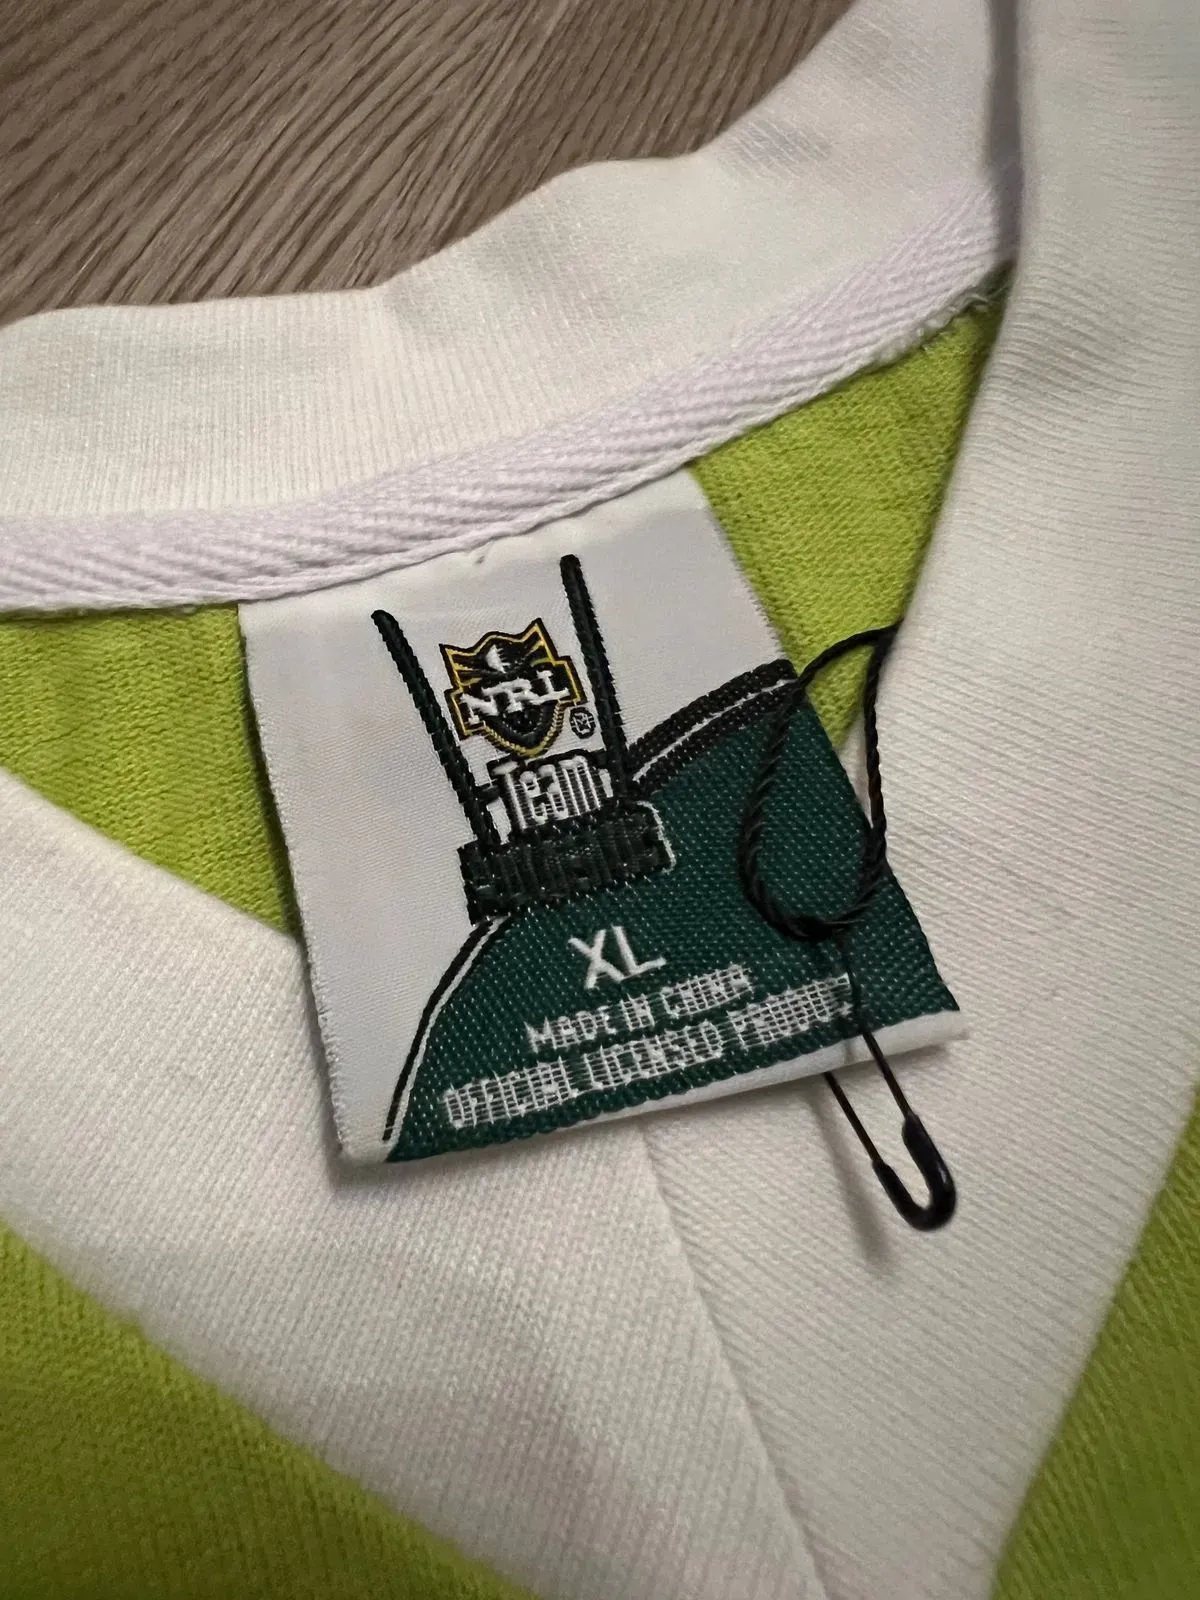 NRL
Team
XL
MADE IN CHINA
OFFICIAL LICENSED PRODUCT